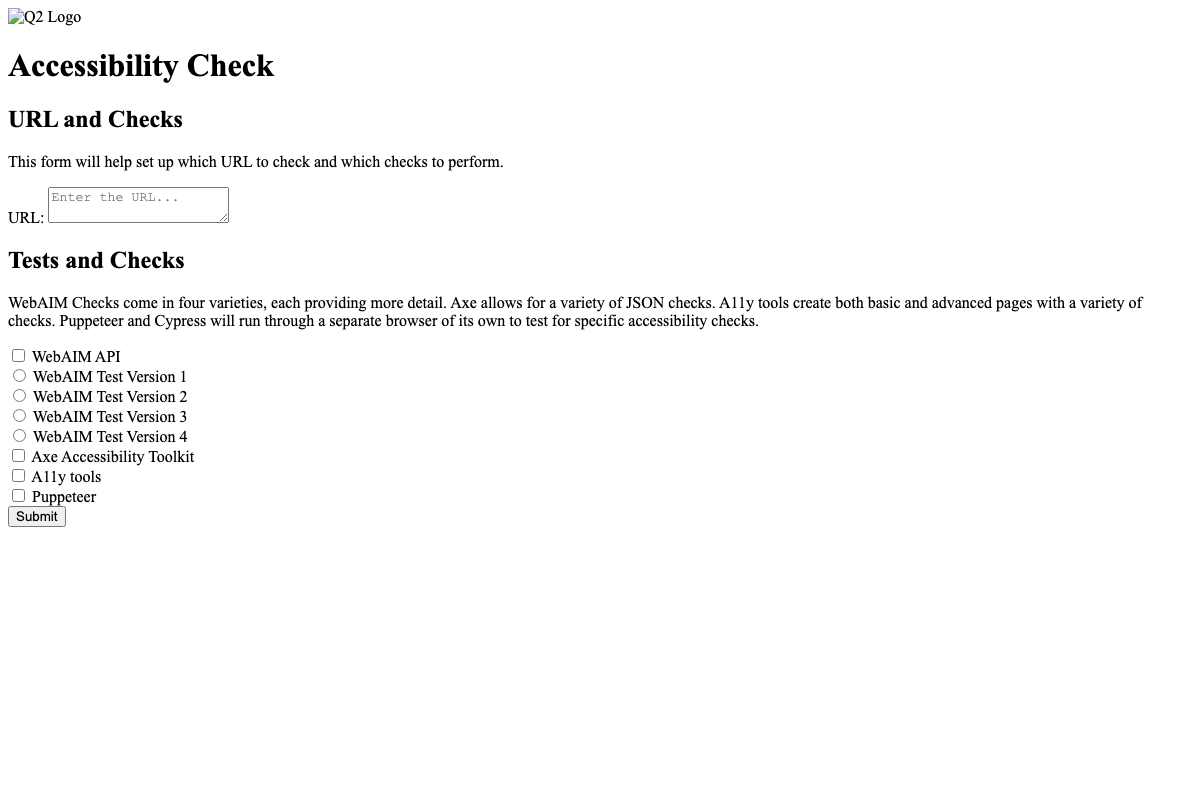 Q2 Logo
Accessibility Check
URL and Checks
This form will help set up which URL to check and which checks to perform.
URL: Enter the URL...
Tests and Checks
WebAIM Checks come in four varieties, each providing more detail. Axe allows for a variety of JSON checks. A11y tools create both basic and advanced pages with a variety of
checks. Puppeteer and Cypress will run through a separate browser of its own to test for specific accessibility checks.
WebAIM API
WebAIM Test Version 1
WebAIM Test Version 2
WebAIM Test Version 3
WebAIM Test Version 4
Axe Accessibility Toolkit
A11y tools
Puppeteer
Submit